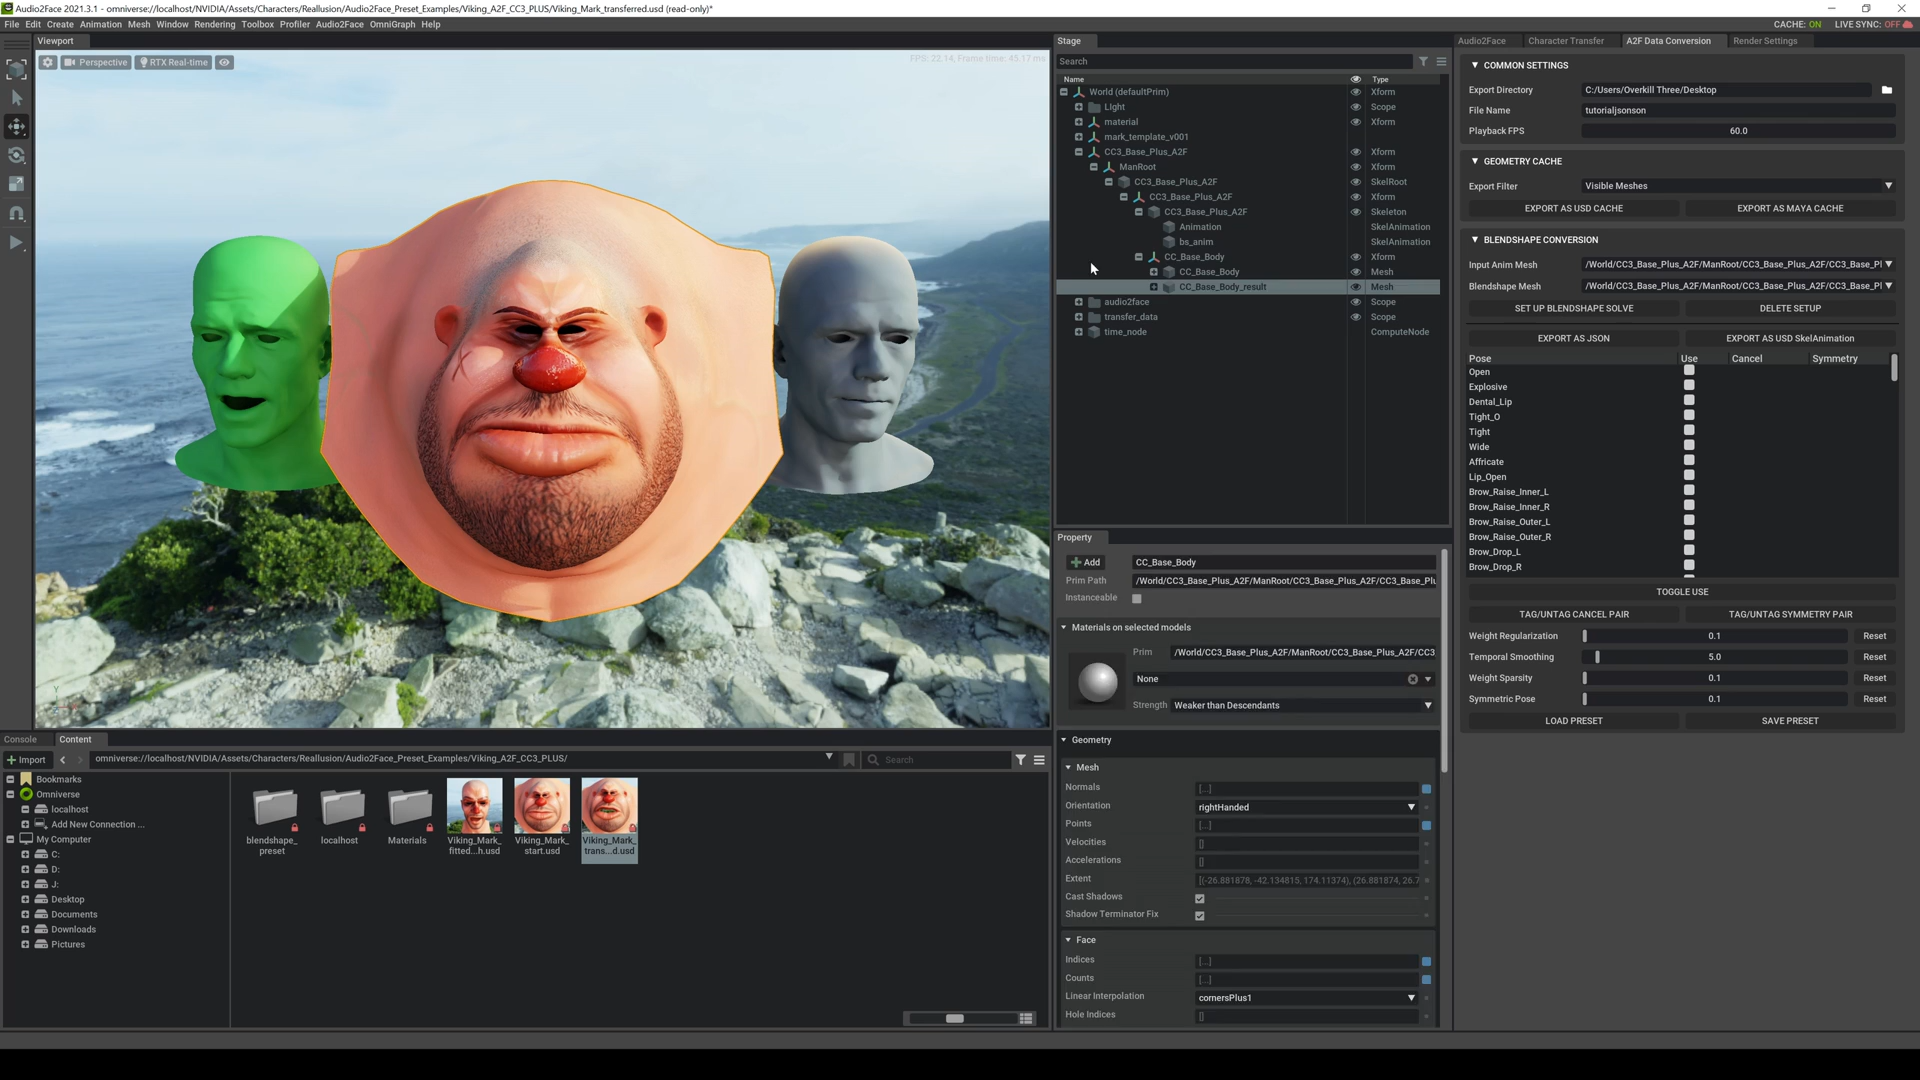 Audio2Face 2021.3.1 - omniverse://localhost/NVIDIA/Assets/Characters/Reallusion/Audio2Face_Preset_Examples/Viking_A2F_CC3_PLUS/Viking_Mark_transferred.usd (read-only)*
File Edit Create Animation Mesh Window Rendering Toolbox Profiler Audio2Face OmniGraph Help
CACHE: ON LIVE SYNC: OFF
Viewport
Perspective RTX Real-time
FPS: 22.14, Frame time: 45.17 ms
Stage
Search
Name Type
World (defaultPrim) Xform
Light Scope
material Xform
mark_template_v001
CC3_Base_Plus_A2F Xform
ManRoot Xform
CC3_Base_Plus_A2F SkelRoot
CC3_Base_Plus_A2F Xform
CC3_Base_Plus_A2F Skeleton
Animation SkelAnimation
bs_anim SkelAnimation
CC_Base_Body Xform
CC_Base_Body Mesh
CC_Base_Body_result Mesh
audio2face Scope
transfer_data Scope
time_node ComputeNode
Property
Add CC_Base_Body
Prim Path /World/CC3_Base_Plus_A2F/ManRoot/CC3_Base_Plus_A2F/CC3_Base_Plu
Instanceable
Materials on selected models
Prim /World/CC3_Base_Plus_A2F/ManRoot/CC3_Base_Plus_A2F/CC3
None
Strength Weaker than Descendants
Geometry
Mesh
Normals [...]
Orientation rightHanded
Points [...]
Velocities []
Accelerations []
Extent [(-26.881878, -42.134815, 174.11374), (26.881874, 26.7
Cast Shadows
Shadow Terminator Fix
Face
Indices [...]
Counts [...]
Linear Interpolation cornersPlus1
Hole Indices []
Audio2Face Character Transfer A2F Data Conversion Render Settings
COMMON SETTINGS
Export Directory C:/Users/Overkill Three/Desktop
File Name tutorialjsonson
Playback FPS 60.0
GEOMETRY CACHE
Export Filter Visible Meshes
EXPORT AS USD CACHE EXPORT AS MAYA CACHE
BLENDSHAPE CONVERSION
Input Anim Mesh /World/CC3_Base_Plus_A2F/ManRoot/CC3_Base_Plus_A2F/CC3_Base_Pl
Blendshape Mesh /World/CC3_Base_Plus_A2F/ManRoot/CC3_Base_Plus_A2F/CC3_Base_Pl
SET UP BLENDSHAPE SOLVE DELETE SETUP
EXPORT AS JSON EXPORT AS USD SkelAnimation
Pose Use Cancel Symmetry
Open
Explosive
Dental_Lip
Tight_O
Tight
Wide
Affricate
Lip_Open
Brow_Raise_Inner_L
Brow_Raise_Inner_R
Brow_Raise_Outer_L
Brow_Raise_Outer_R
Brow_Drop_L
Brow_Drop_R
TOGGLE USE
TAG/UNTAG CANCEL PAIR TAG/UNTAG SYMMETRY PAIR
Weight Regularization 0.1 Reset
Temporal Smoothing 5.0 Reset
Weight Sparsity 0.1 Reset
Symmetric Pose 0.1 Reset
LOAD PRESET SAVE PRESET
Console Content
Import omniverse://localhost/NVIDIA/Assets/Characters/Reallusion/Audio2Face_Preset_Examples/Viking_A2F_CC3_PLUS/ Search
Bookmarks
Omniverse
localhost
Add New Connection ...
My Computer
C:
D:
J:
Desktop
Documents
Downloads
Pictures
blendshape_
preset
localhost
Materials
Viking_Mark_
fitted...h.usd
Viking_Mark_
start.usd
Viking_Mark_
trans...d.usd